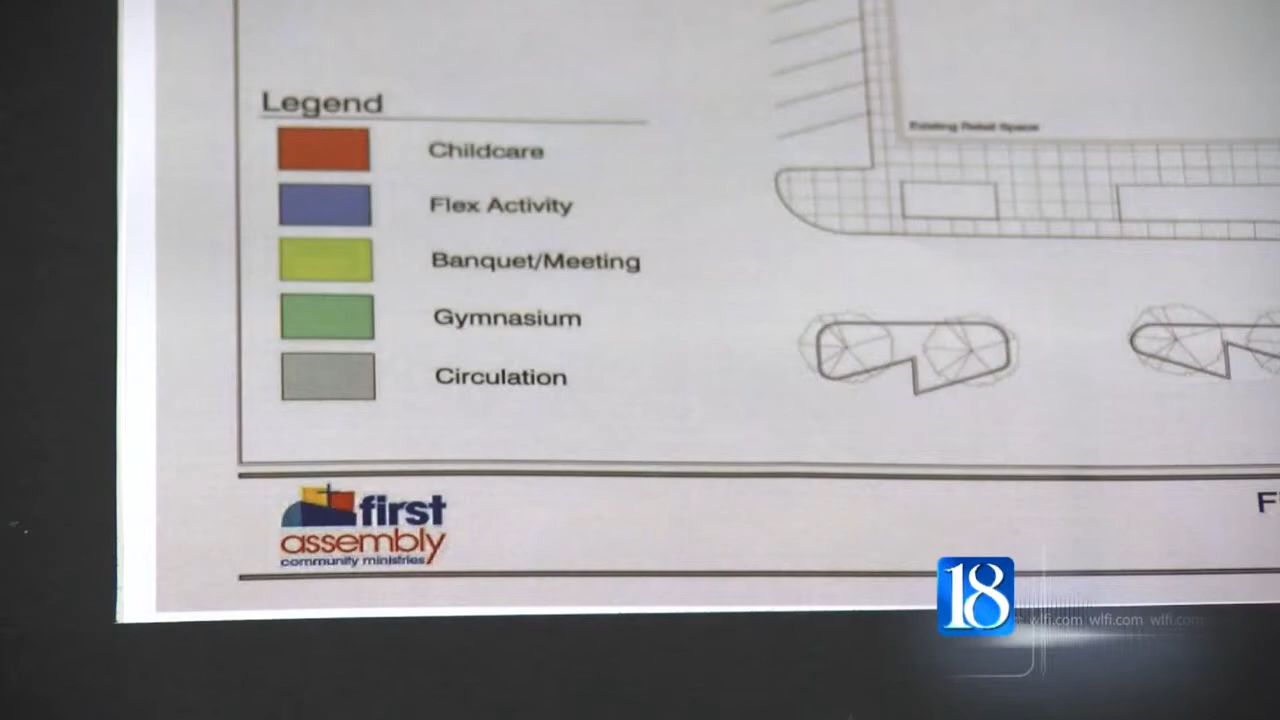 Legend
Childcare
Flex Activity
Banquet/Meeting
Gymnasium
Circulation
Existing Retail Space
first
assembly
community ministries
F
18
wlfi.com wlfi.com